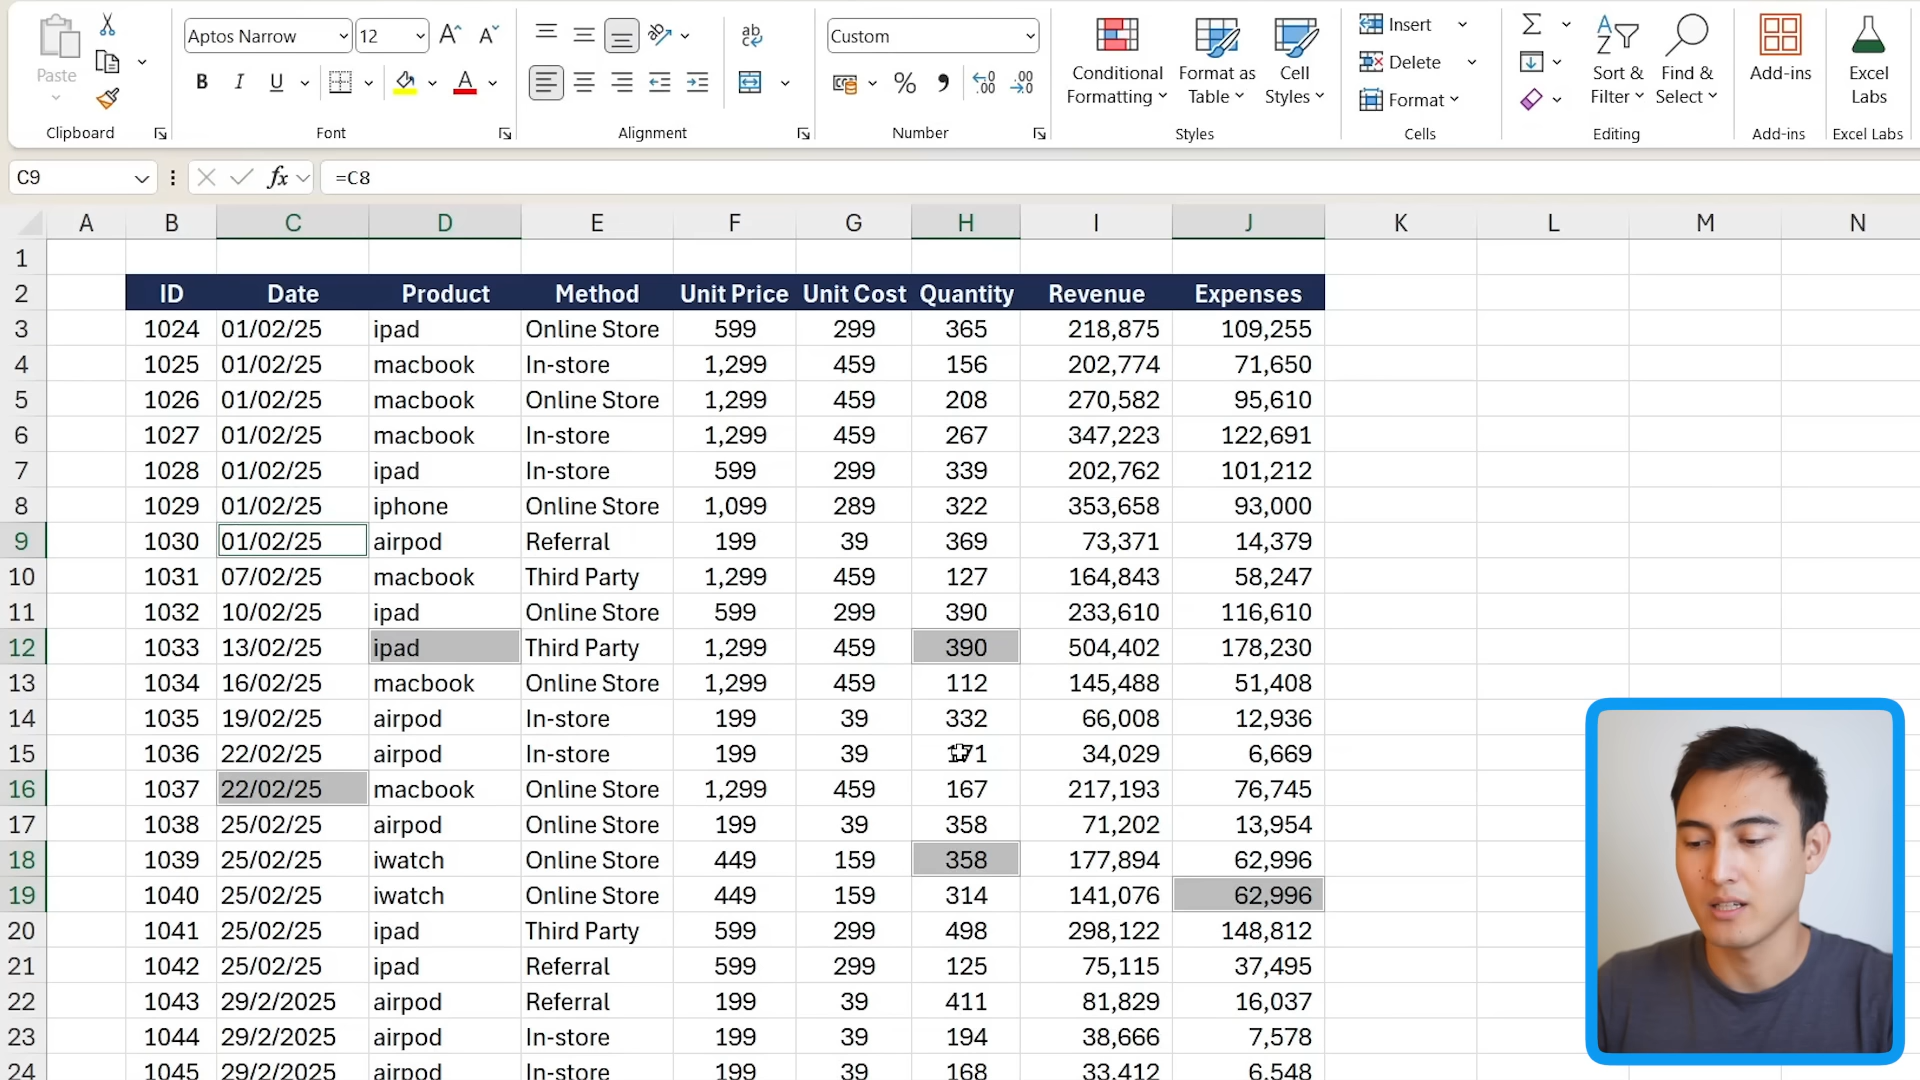 Paste
Clipboard
Aptos Narrow
12
B I U
Font
Alignment
ab
Custom
% ,
Number
Conditional Formatting
Format as Table
Cell Styles
Styles
Insert
Delete
Format
Cells
Sort & Filter
Find & Select
Editing
Add-ins
Add-ins
Excel Labs
Excel Labs
C9 fx =C8
A B C D E F G H I J K L M N
1
2 ID Date Product Method Unit Price Unit Cost Quantity Revenue Expenses
3 1024 01/02/25 ipad Online Store 599 299 365 218,875 109,255
4 1025 01/02/25 macbook In-store 1,299 459 156 202,774 71,650
5 1026 01/02/25 macbook Online Store 1,299 459 208 270,582 95,610
6 1027 01/02/25 macbook In-store 1,299 459 267 347,223 122,691
7 1028 01/02/25 ipad In-store 599 299 339 202,762 101,212
8 1029 01/02/25 iphone Online Store 1,099 289 322 353,658 93,000
9 1030 01/02/25 airpod Referral 199 39 369 73,371 14,379
10 1031 07/02/25 macbook Third Party 1,299 459 127 164,843 58,247
11 1032 10/02/25 ipad Online Store 599 299 390 233,610 116,610
12 1033 13/02/25 ipad Third Party 1,299 459 390 504,402 178,230
13 1034 16/02/25 macbook Online Store 1,299 459 112 145,488 51,408
14 1035 19/02/25 airpod In-store 199 39 332 66,008 12,936
15 1036 22/02/25 airpod In-store 199 39 171 34,029 6,669
16 1037 22/02/25 macbook Online Store 1,299 459 167 217,193 76,745
17 1038 25/02/25 airpod Online Store 199 39 358 71,202 13,954
18 1039 25/02/25 iwatch Online Store 449 159 358 177,894 62,996
19 1040 25/02/25 iwatch Online Store 449 159 314 141,076 62,996
20 1041 25/02/25 ipad Third Party 599 299 498 298,122 148,812
21 1042 25/02/25 ipad Referral 599 299 125 75,115 37,495
22 1043 29/2/2025 airpod Referral 199 39 411 81,829 16,037
23 1044 29/2/2025 airpod In-store 199 39 194 38,666 7,578
24 1045 29/2/2025 airpod In-store 199 39 168 33,412 6,548